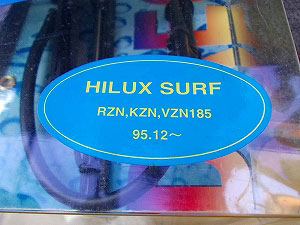 HILUX SURF
RZN,KZN,VZN185
95.12～